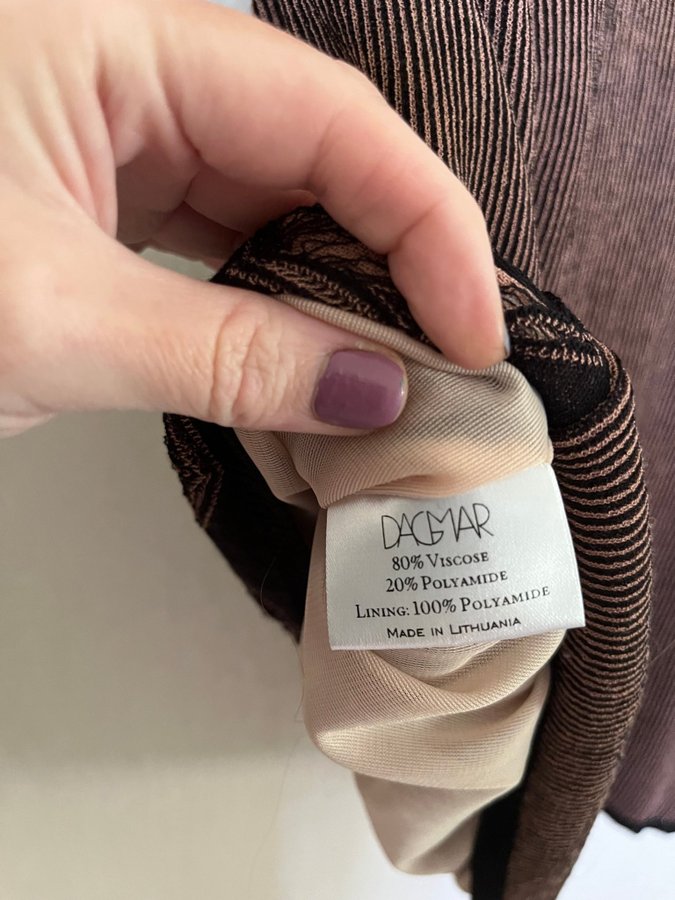 DAGMAR
80% Viscose
20% Polyamide
Lining: 100% Polyamide
Made in Lithuania